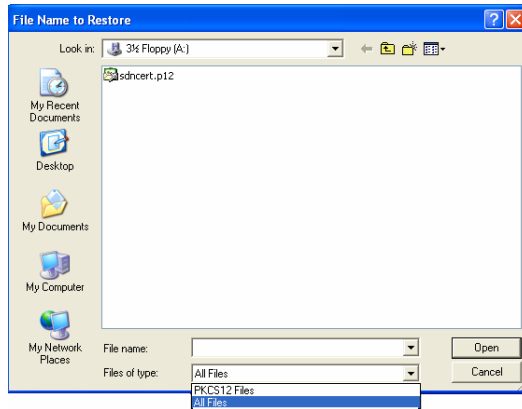 File Name to Restore
Look in:
3½ Floppy (A:)
sdncert.p12
My Recent
Documents
Desktop
My Documents
My Computer
My Network
Places
File name:
Open
Files of type:
All Files
Cancel
PKCS12 Files
All Files